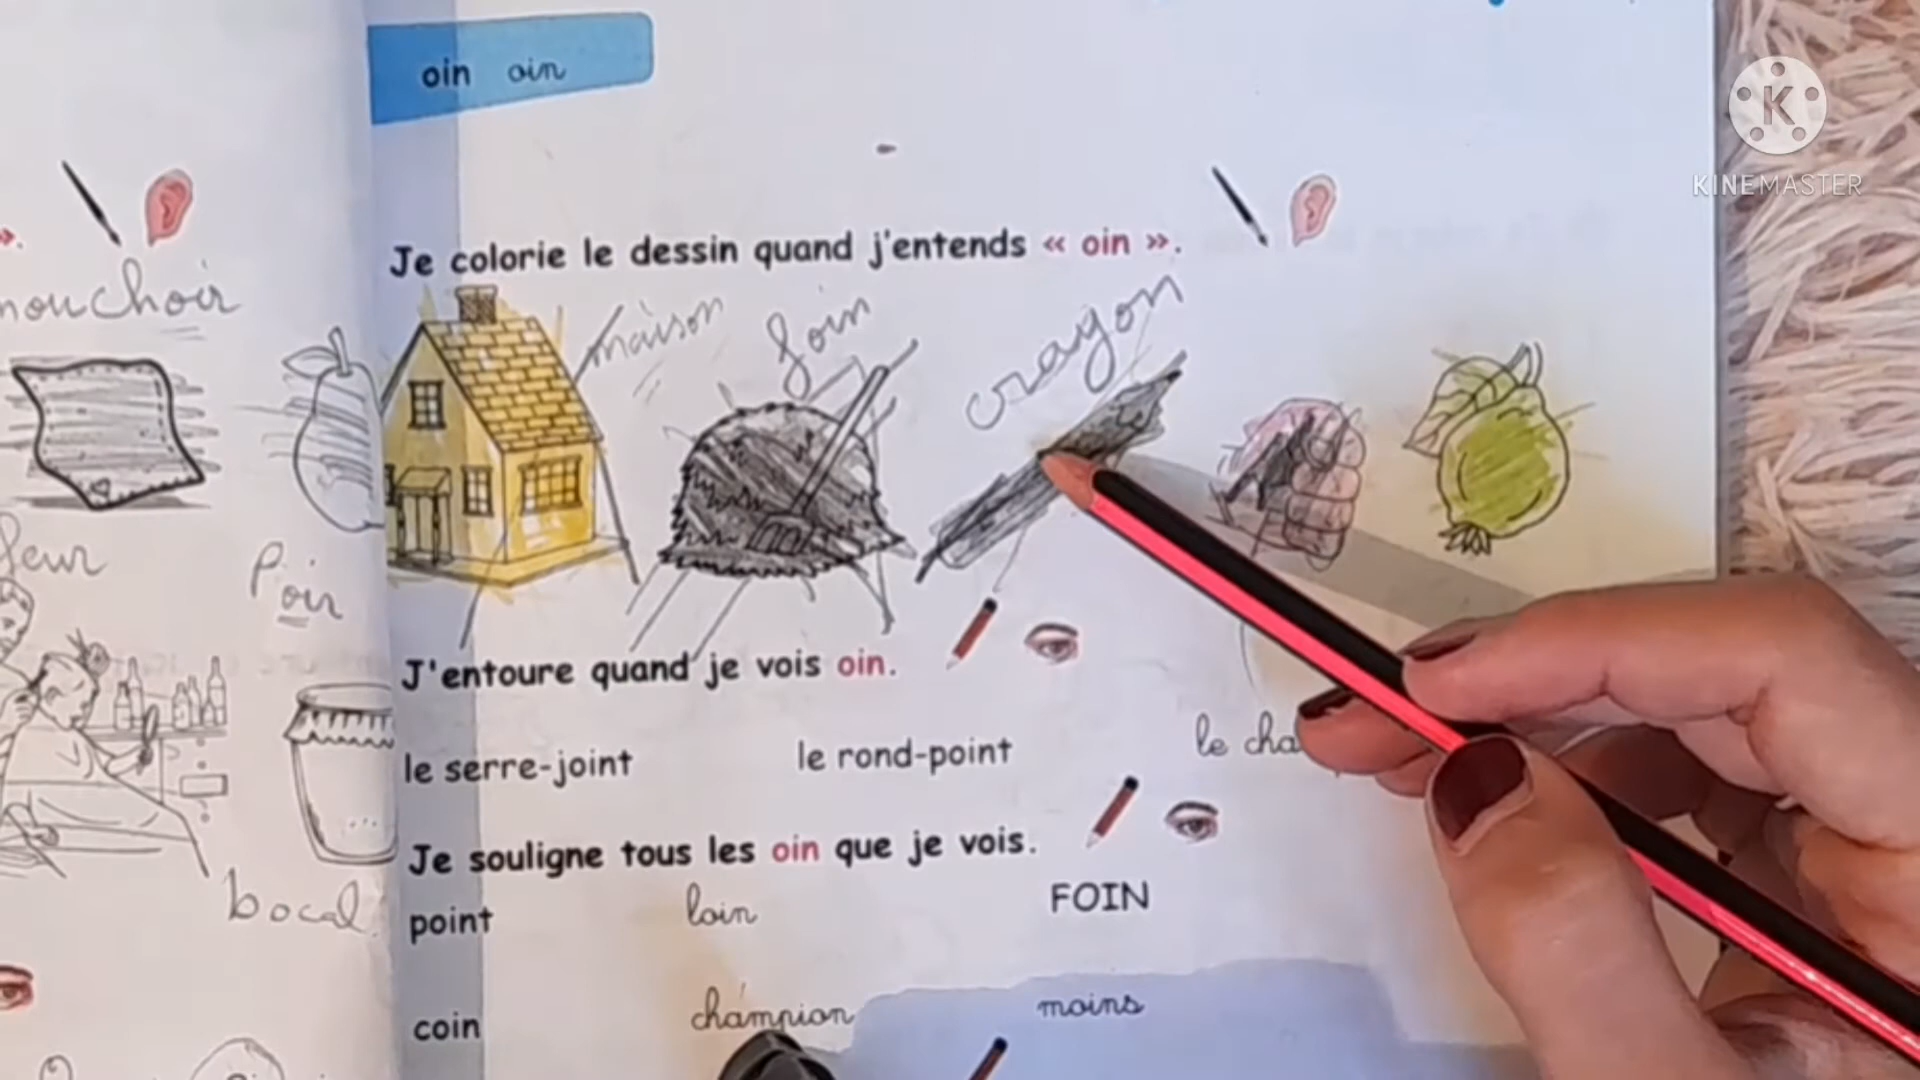 oin oin
».
mouchoir
Poir
bocal
Je colorie le dessin quand j'entends « oin ».
maison
foin
crayon
J'entoure quand je vois oin.
le serre-joint le rond-point le cha
Je souligne tous les oin que je vois.
point loin FOIN
coin champion moins
K
KINEMASTER